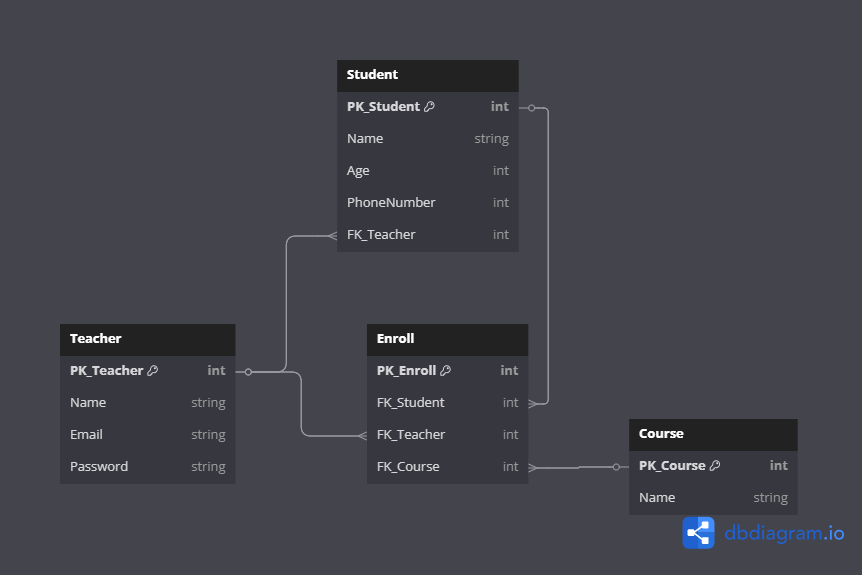 Student
PK_Student int
Name string
Age int
PhoneNumber int
FK_Teacher int
Teacher
PK_Teacher int
Name string
Email string
Password string
Enroll
PK_Enroll int
FK_Student int
FK_Teacher int
FK_Course int
Course
PK_Course int
Name string
dbdiagram.io